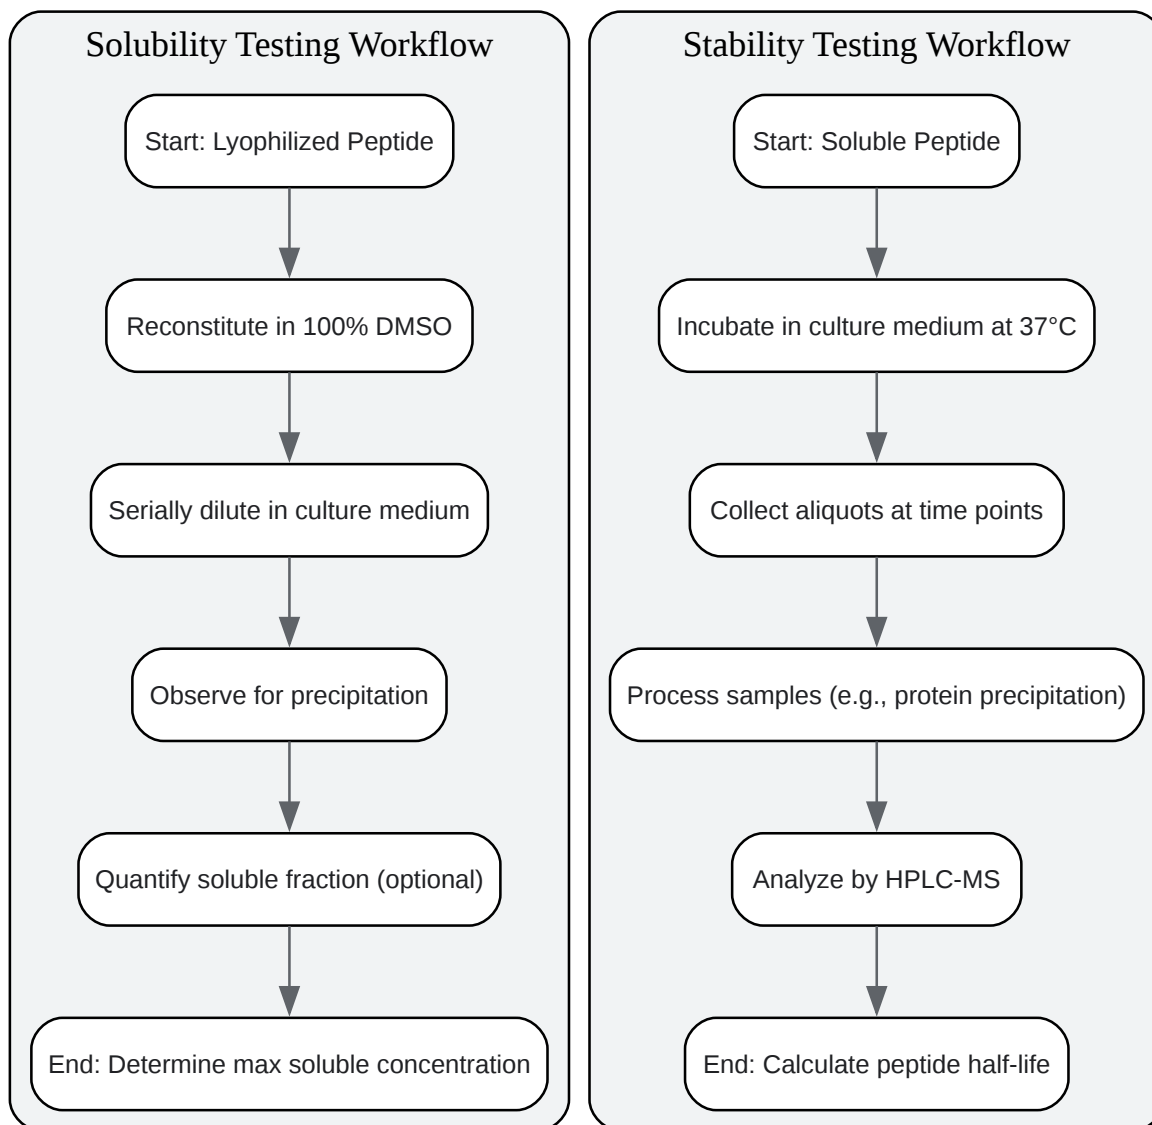 Solubility Testing Workflow
Start: Lyophilized Peptide
Reconstitute in 100% DMSO
Serially dilute in culture medium
Observe for precipitation
Quantify soluble fraction (optional)
End: Determine max soluble concentration
Stability Testing Workflow
Start: Soluble Peptide
Incubate in culture medium at 37°C
Collect aliquots at time points
Process samples (e.g., protein precipitation)
Analyze by HPLC-MS
End: Calculate peptide half-life